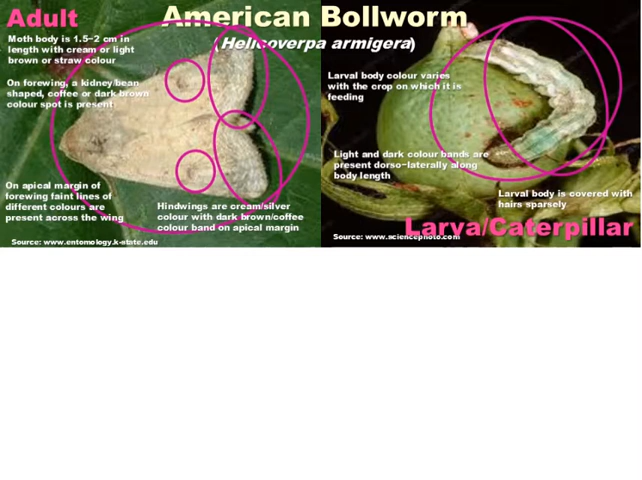 Adult
American Bollworm
(Helicoverpa armigera)
Moth body is 1.5-2 cm in
length with cream or light
brown or straw colour
On forewing, a kidney/bean
shaped, coffee or dark brown
colour spot is present
On apical margin of
forewing faint lines of
different colours are
present across the wing
Hindwings are cream/silver
colour with dark brown/coffee
colour band on apical margin
Source: www.entomology.k-state.edu
Larval body colour varies
with the crop on which it is
feeding
Light and dark colour bands are
present dorso-laterally along
body length
Larval body is covered with
hairs sparsely
Larva/Caterpillar
Source: www.sciencephoto.com